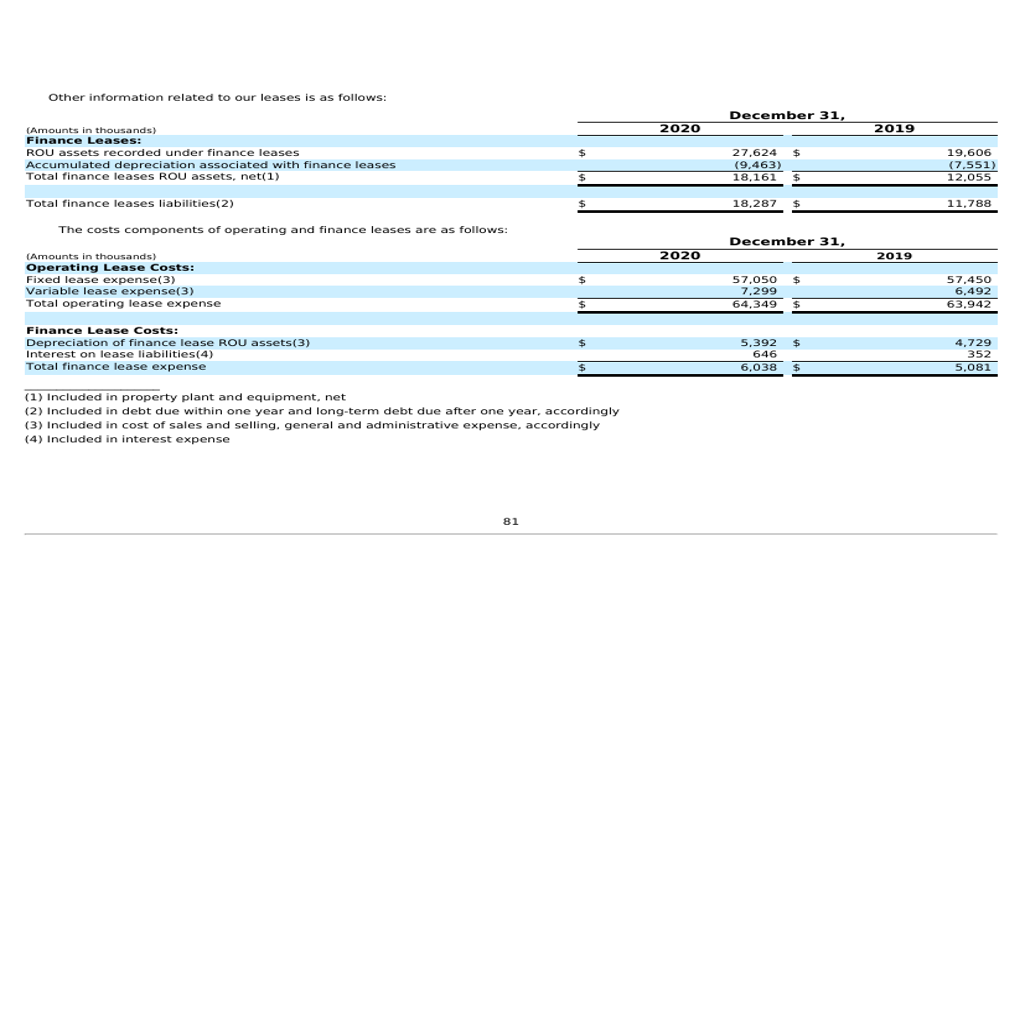 Other information related to our leases is as follows:
December 31,
(Amounts in thousands) 2020 2019
Finance Leases:
ROU assets recorded under finance leases $ 27,624 $ 19,606
Accumulated depreciation associated with finance leases (9,463) (7,551)
Total finance leases ROU assets, net(1) $ 18,161 $ 12,055
Total finance leases liabilities(2) $ 18,287 $ 11,788
The costs components of operating and finance leases are as follows:
December 31,
(Amounts in thousands) 2020 2019
Operating Lease Costs:
Fixed lease expense(3) $ 57,050 $ 57,450
Variable lease expense(3) 7,299 6,492
Total operating lease expense $ 64,349 $ 63,942
Finance Lease Costs:
Depreciation of finance lease ROU assets(3) $ 5,392 $ 4,729
Interest on lease liabilities(4) 646 352
Total finance lease expense $ 6,038 $ 5,081
(1) Included in property plant and equipment, net
(2) Included in debt due within one year and long-term debt due after one year, accordingly
(3) Included in cost of sales and selling, general and administrative expense, accordingly
(4) Included in interest expense
81